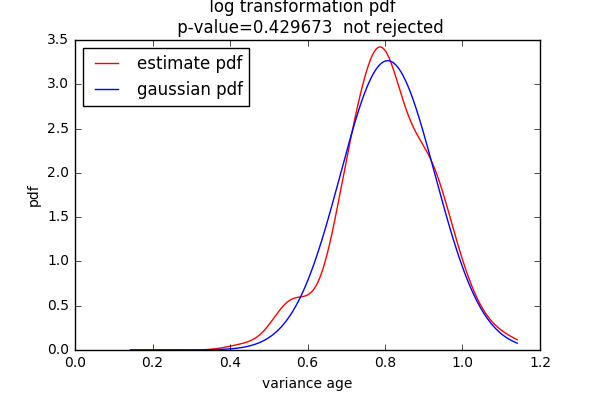 log transformation pdf
p-value=0.429673 not rejected
3.5
3.0
2.5
2.0
1.5
1.0
0.5
0.0
pdf
estimate pdf
gaussian pdf
0.0 0.2 0.4 0.6 0.8 1.0 1.2
variance age